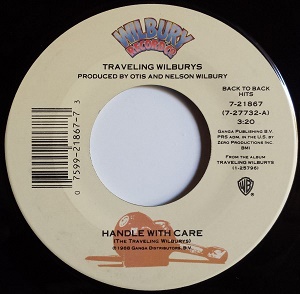 WILBURY
RECORDS
TRAVELING WILBURYS
PRODUCED BY OTIS AND NELSON WILBURY
BACK TO BACK
HITS
7-21867
(7-27732-A)
3:20
GANGA PUBLISHING B.V.
PRS ADM. IN THE U.S. BY
ZERO PRODUCTIONS INC.
BMI
FROM THE ALBUM
TRAVELING WILBURYS
(1-25796)
0 7599-21867-7 3
WB
HANDLE WITH CARE
(THE TRAVELING WILBURYS)
©1988 GANGA DISTRIBUTORS, B.V.